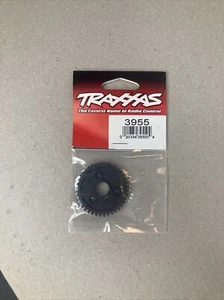 TRAXXAS
The Fastest Name In Radio Control
3955